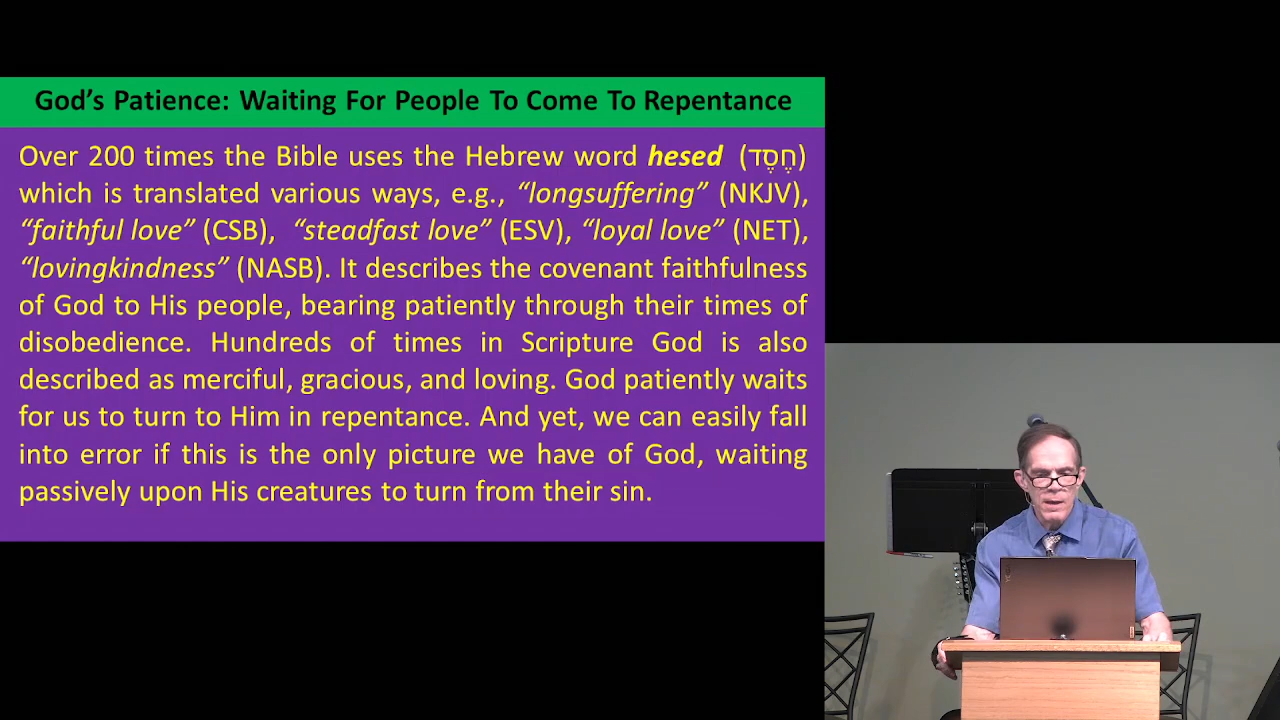 God’s Patience: Waiting For People To Come To Repentance
Over 200 times the Bible uses the Hebrew word hesed (חֶסֶד)
which is translated various ways, e.g., “longsuffering” (NKJV),
“faithful love” (CSB), “steadfast love” (ESV), “loyal love” (NET),
“lovingkindness” (NASB). It describes the covenant faithfulness
of God to His people, bearing patiently through their times of
disobedience. Hundreds of times in Scripture God is also
described as merciful, gracious, and loving. God patiently waits
for us to turn to Him in repentance. And yet, we can easily fall
into error if this is the only picture we have of God, waiting
passively upon His creatures to turn from their sin.